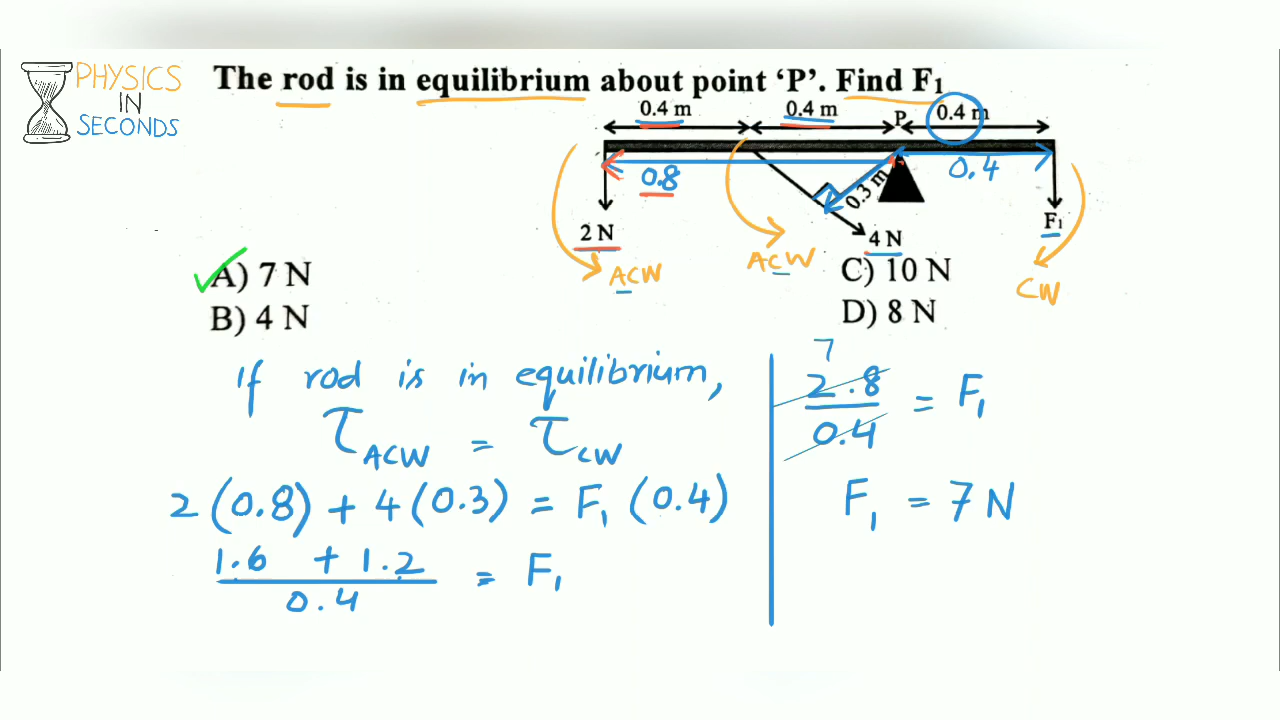 PHYSICS
IN
SECONDS
The rod is in equilibrium about point ‘P’. Find F₁
0.4 m 0.4 m P 0.4 m
0.8 0.3 m 0.4
2 N 4 N F₁
ACW ACW CW
A) 7 N C) 10 N
B) 4 N D) 8 N
If rod is in equilibrium,
τ_ACW = τ_CW
2 (0.8) + 4 (0.3) = F₁ (0.4)
1.6 + 1.2 = F₁
0.4
7
2.8 = F₁
0.4
F₁ = 7 N